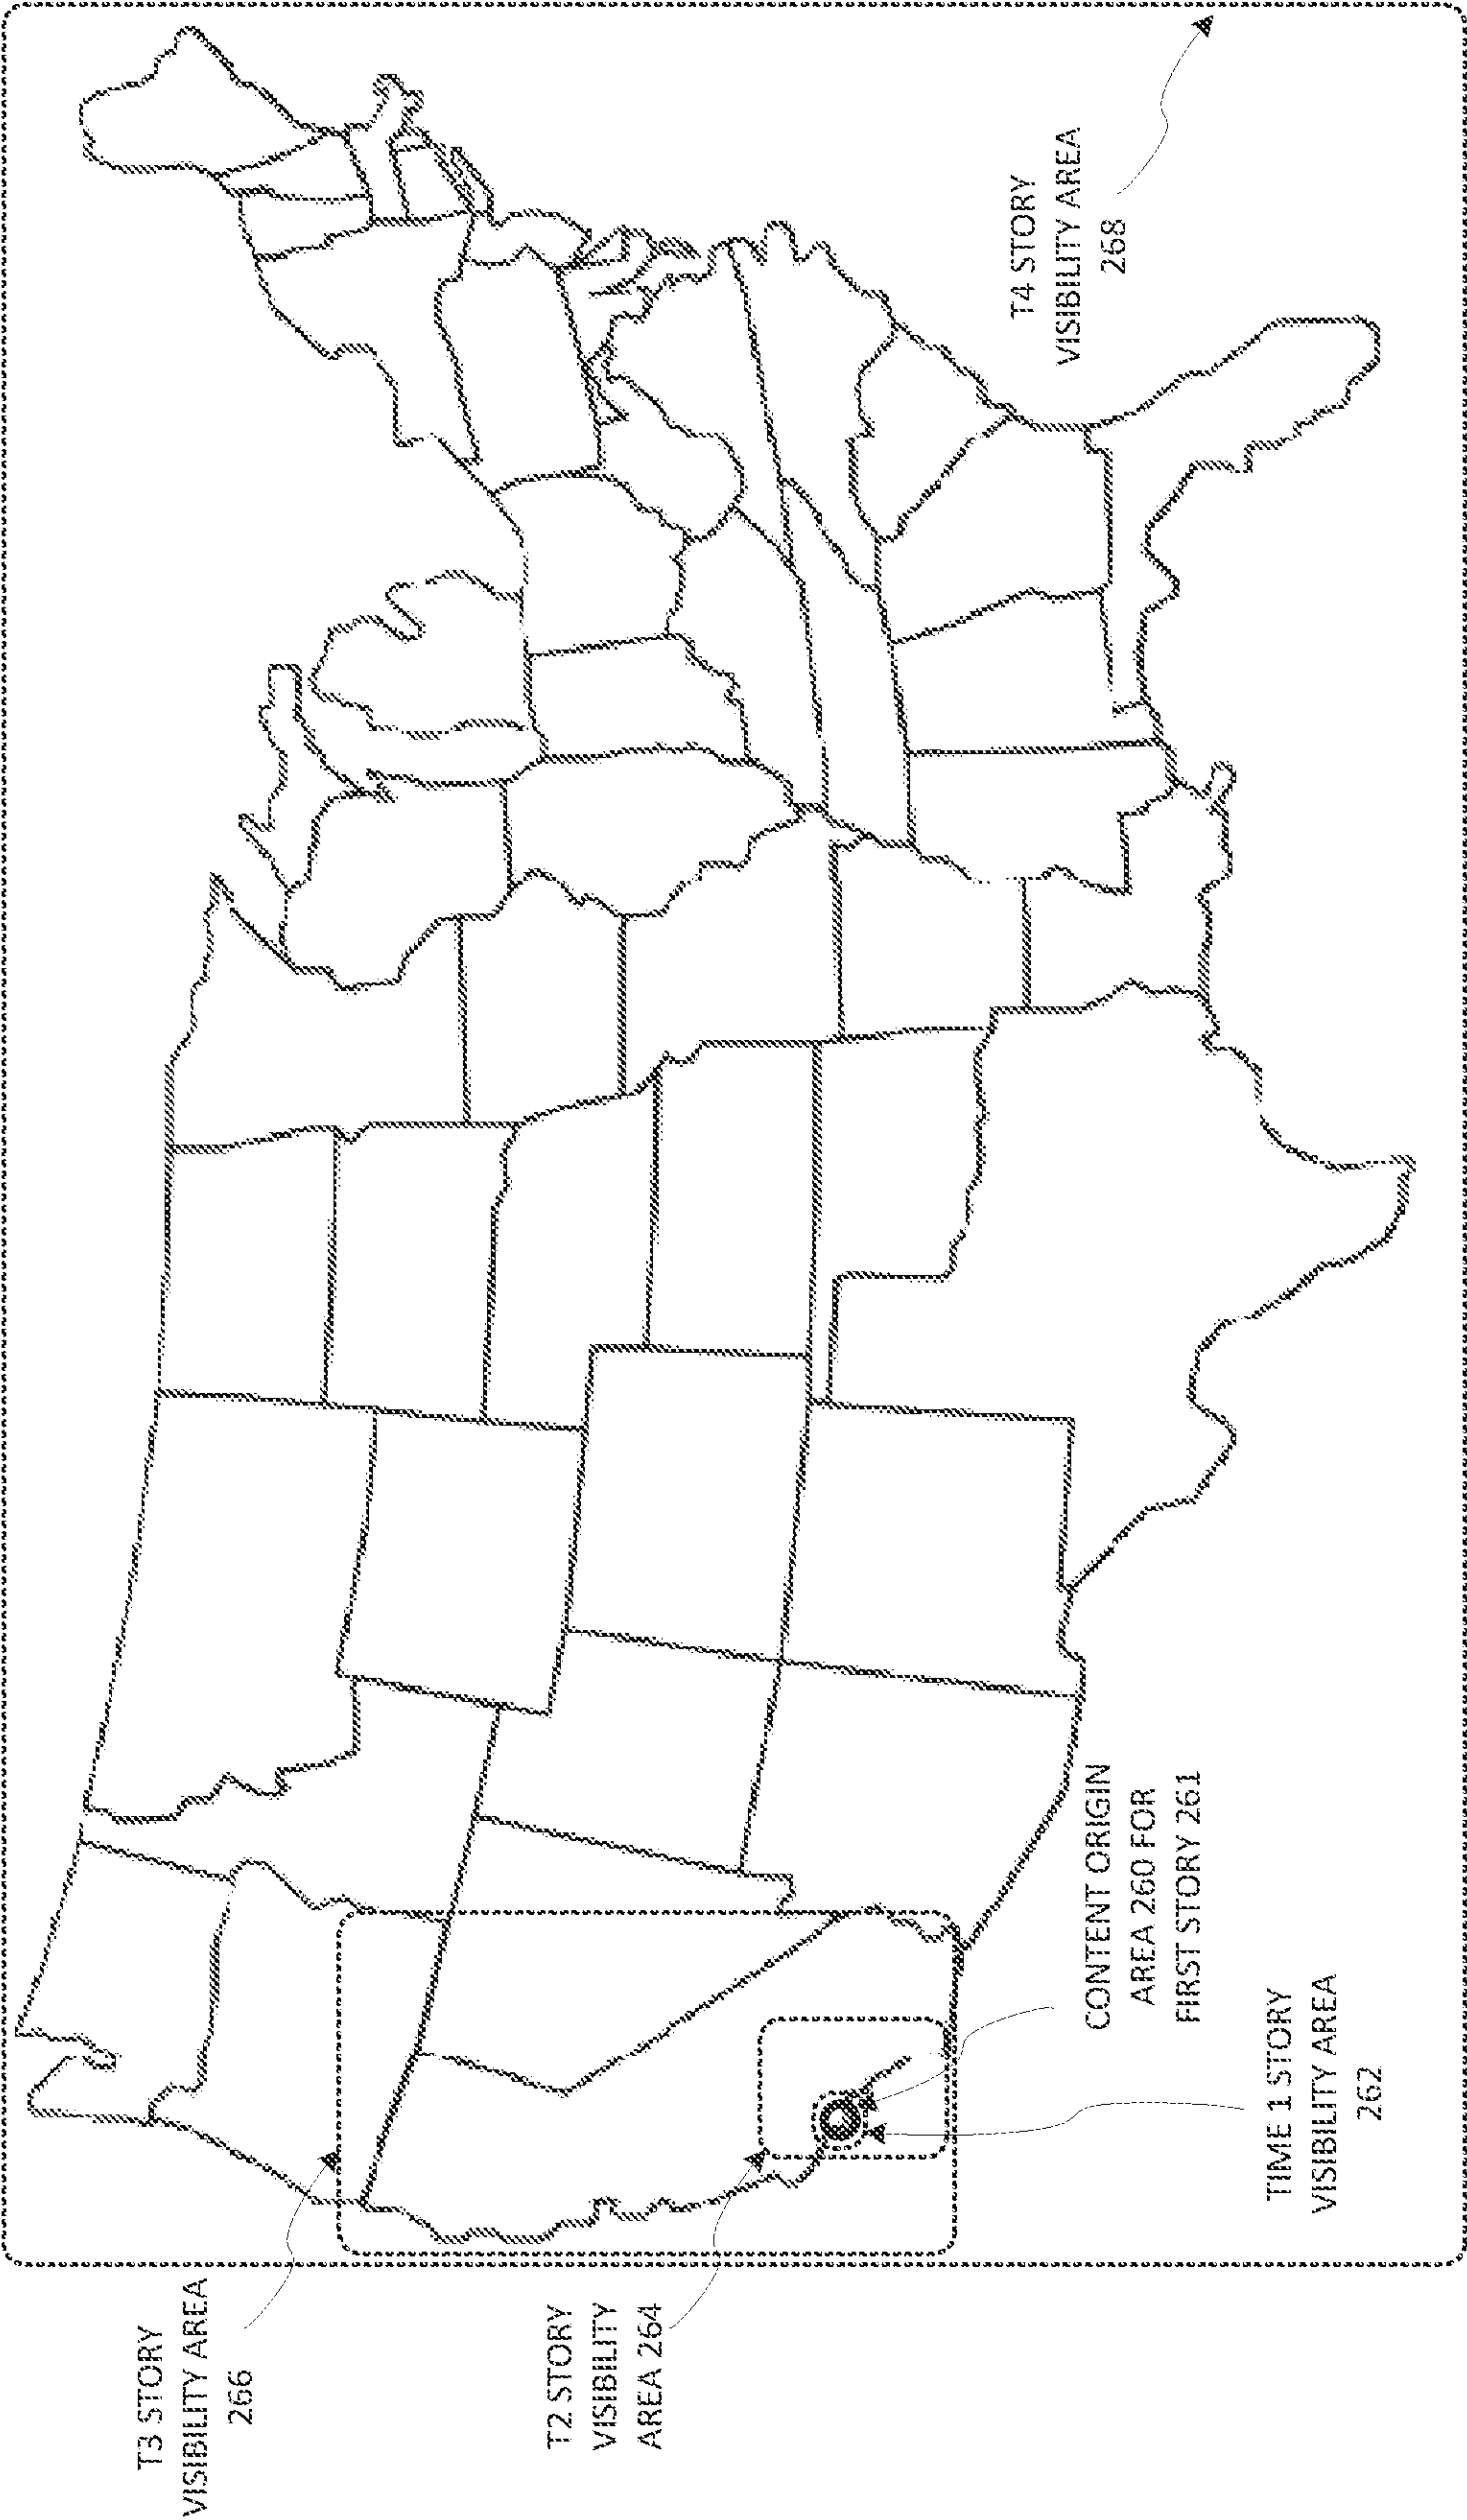 T3 STORY
VISIBILITY AREA
266
T2 STORY
VISIBILITY
AREA 264
TIME 1 STORY
VISIBILITY AREA
262
CONTENT ORIGIN
AREA 260 FOR
FIRST STORY 261
T4 STORY
VISIBILITY AREA
268